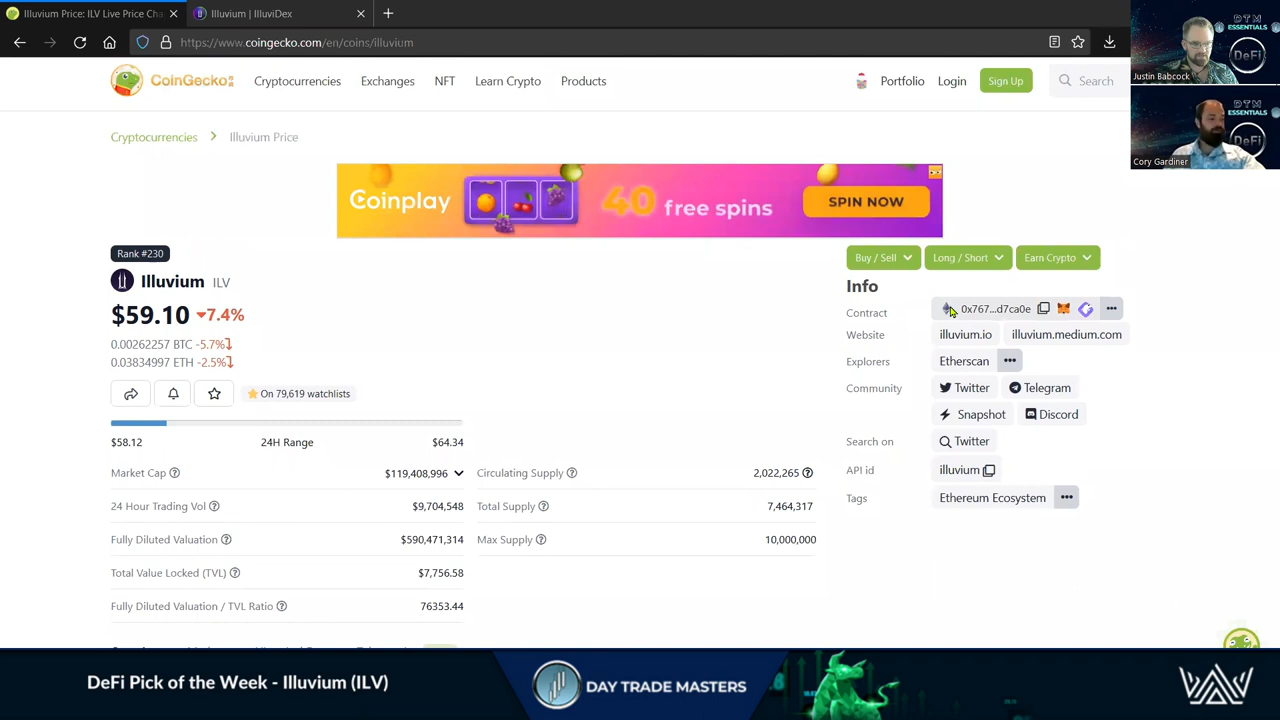 Illuvium Price: ILV Live Price Cha
Illuvium | IlluviDex
https://www.coingecko.com/en/coins/illuvium
CoinGecko
Cryptocurrencies
Exchanges
NFT
Learn Crypto
Products
Portfolio
Login
Sign Up
Search
DTM
ESSENTIALS
DeFi
Justin Babcock
DTM
ESSENTIALS
DeFi
Cory Gardiner
Cryptocurrencies > Illuvium Price
Coinplay
40 free spins
SPIN NOW
Rank #230
Illuvium ILV
$59.10 7.4%
0.00262257 BTC -5.7%
0.03834997 ETH -2.5%
On 79,619 watchlists
$58.12 24H Range $64.34
Market Cap $119,408,996
Circulating Supply 2,022,265
24 Hour Trading Vol $9,704,548
Total Supply 7,464,317
Fully Diluted Valuation $590,471,314
Max Supply 10,000,000
Total Value Locked (TVL) $7,756.58
Fully Diluted Valuation / TVL Ratio 76353.44
Buy / Sell
Long / Short
Earn Crypto
Info
Contract 0x767...d7ca0e
Website illuvium.io illuvium.medium.com
Explorers Etherscan
Community Twitter Telegram
Snapshot Discord
Search on Twitter
API id illuvium
Tags Ethereum Ecosystem
DeFi Pick of the Week - Illuvium (ILV)
DAY TRADE MASTERS